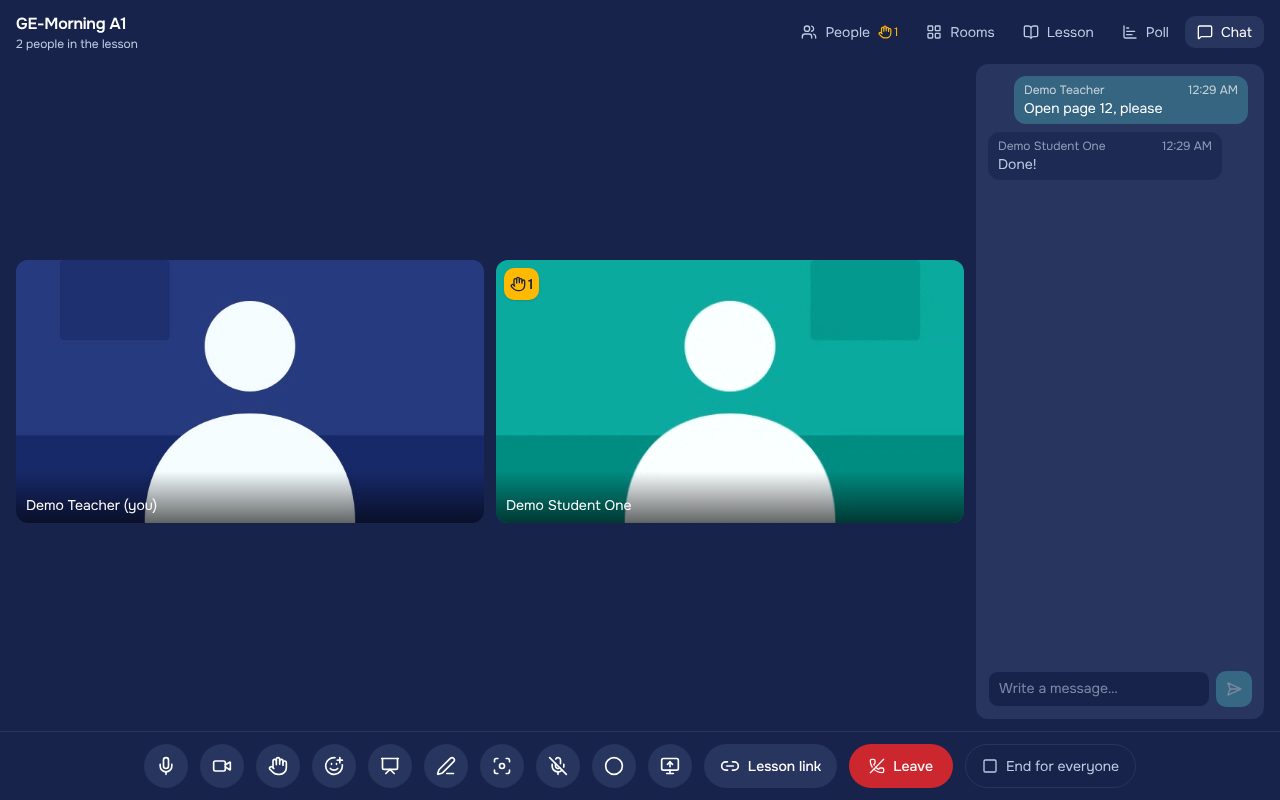 GE-Morning A1
2 people in the lesson
People 1
Rooms
Lesson
Poll
Chat
Demo Teacher 12:29 AM
Open page 12, please
Demo Student One 12:29 AM
Done!
1
Demo Teacher (you)
Demo Student One
Write a message...
Lesson link
Leave
End for everyone